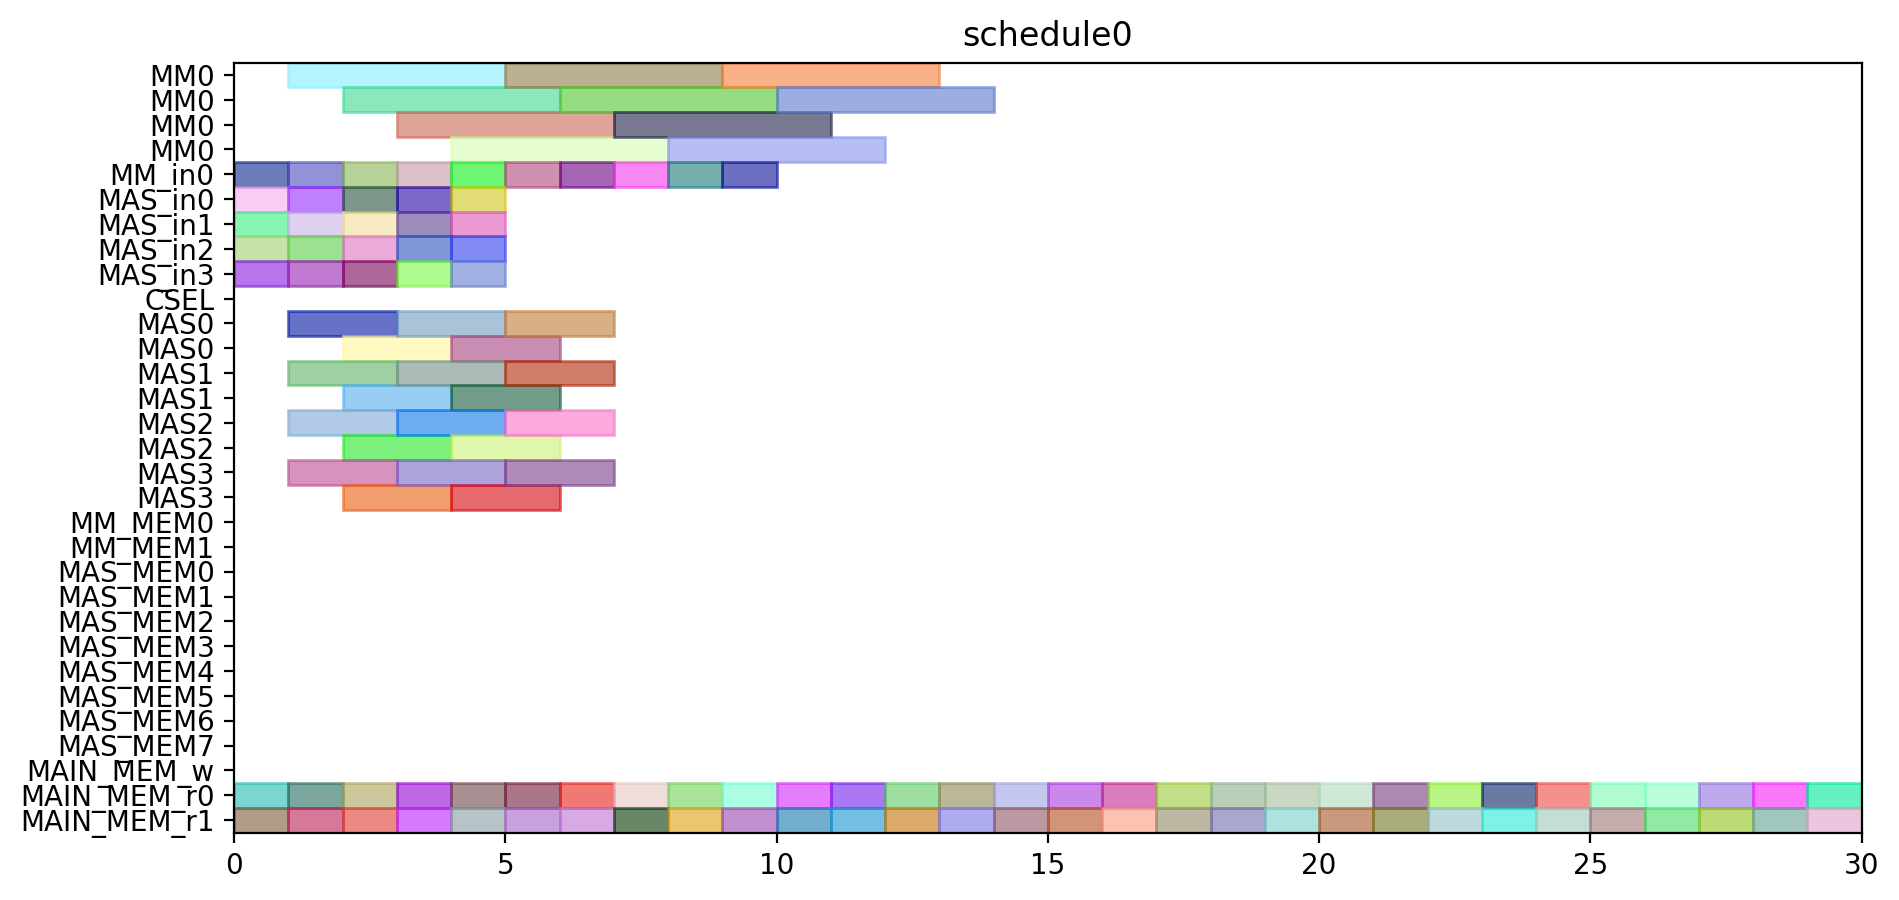 schedule0
MM0
MM0
MM0
MM0
MM_in0
MAS_in0
MAS_in1
MAS_in2
MAS_in3
CSEL
MAS0
MAS0
MAS1
MAS1
MAS2
MAS2
MAS3
MAS3
MM_MEM0
MM_MEM1
MAS_MEM0
MAS_MEM1
MAS_MEM2
MAS_MEM3
MAS_MEM4
MAS_MEM5
MAS_MEM6
MAS_MEM7
MAIN_MEM_w
MAIN_MEM_r0
MAIN_MEM_r1
0 5 10 15 20 25 30